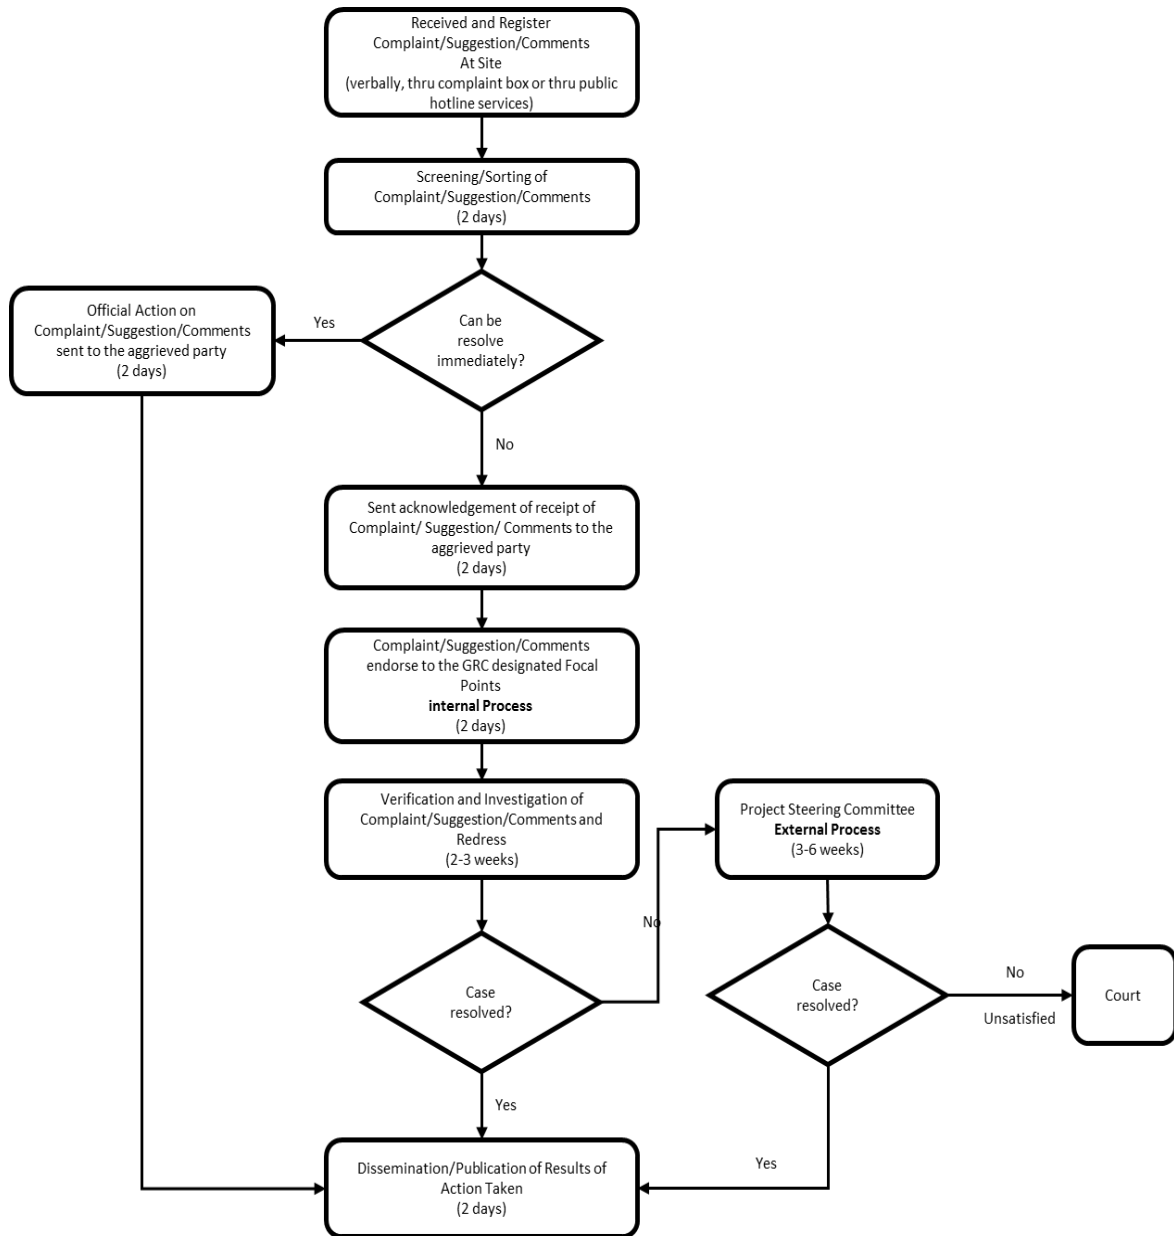 Received and Register
Complaint/Suggestion/Comments
At Site
(verbally, thru complaint box or thru public
hotline services)
Screening/Sorting of
Complaint/Suggestion/Comments
(2 days)
Can be
resolve
immediately?
Yes
Official Action on
Complaint/Suggestion/Comments
sent to the aggrieved party
(2 days)
No
Sent acknowledgement of receipt of
Complaint/ Suggestion/ Comments to the
aggrieved party
(2 days)
Complaint/Suggestion/Comments
endorse to the GRC designated Focal
Points
internal Process
(2 days)
Verification and Investigation of
Complaint/Suggestion/Comments and
Redress
(2-3 weeks)
Case
resolved?
No
Project Steering Committee
External Process
(3-6 weeks)
Case
resolved?
No
Unsatisfied
Court
Yes
Yes
Dissemination/Publication of Results of
Action Taken
(2 days)